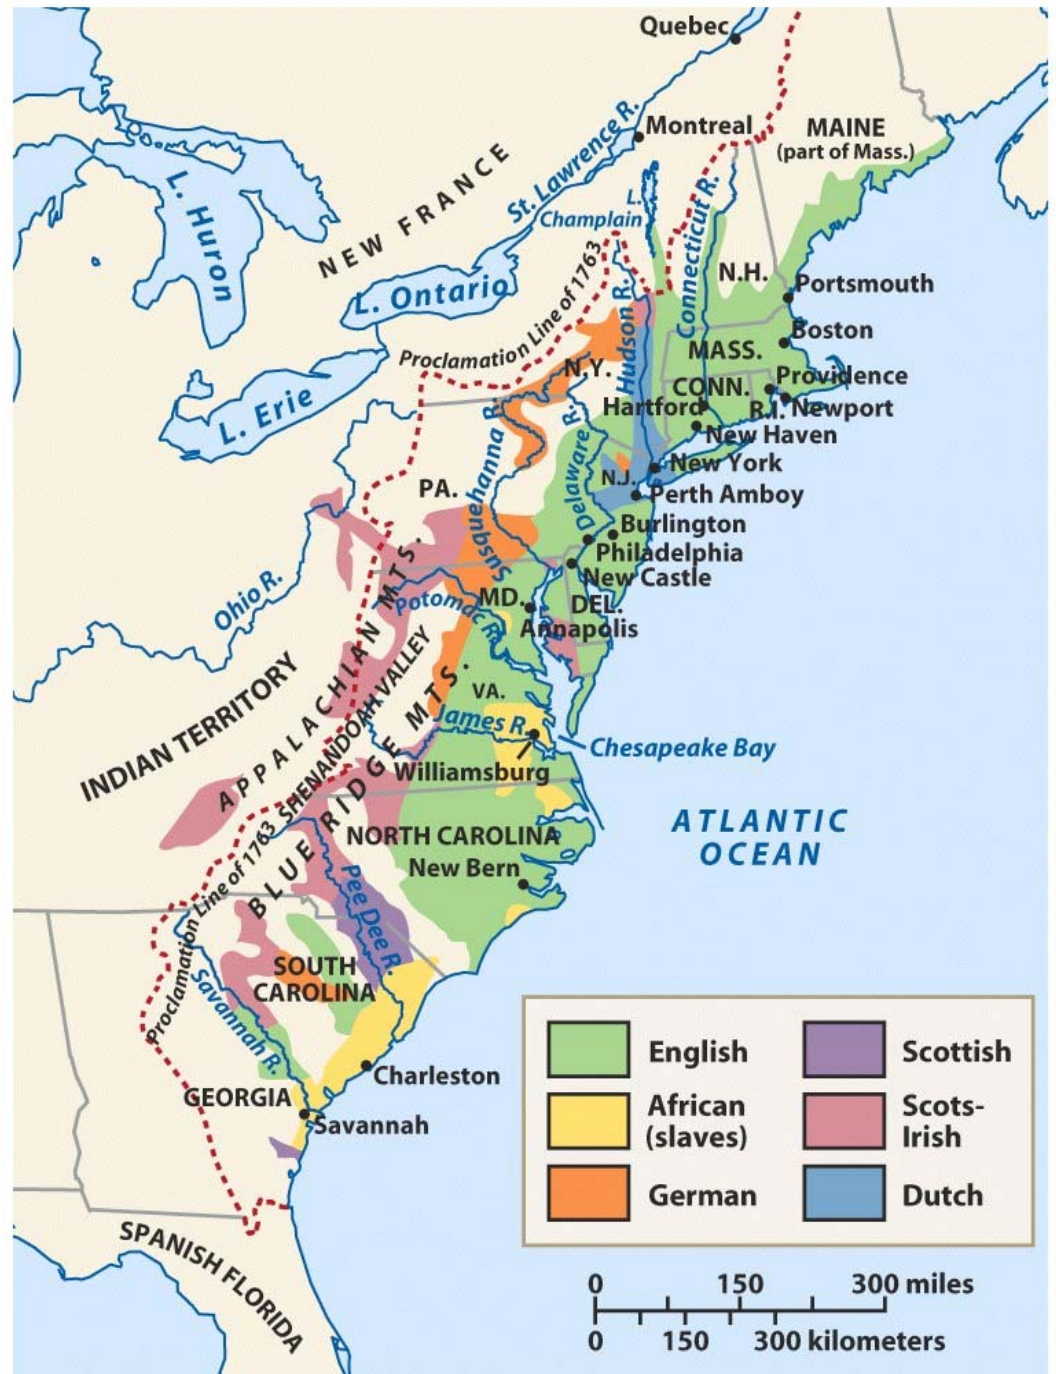 Quebec
Montreal
MAINE
(part of Mass.)
St. Lawrence R.
NEW FRANCE
L. Huron
L.
Champlain
Connecticut R.
N.H.
Portsmouth
L. Ontario
Proclamation Line of 1763
Hudson R.
Boston
MASS.
N.Y.
Providence
CONN.
L. Erie
Hartford
R.I.
Newport
New Haven
Delaware R.
New York
N.J.
PA.
Susquehanna R.
Perth Amboy
Burlington
Philadelphia
New Castle
Ohio R.
Potomac R.
MD.
DEL.
Annapolis
APPALACHIAN MTS.
SHENANDOAH VALLEY
INDIAN TERRITORY
BLUE RIDGE MTS.
VA.
James R.
Chesapeake Bay
Williamsburg
ATLANTIC
OCEAN
NORTH CAROLINA
New Bern
Proclamation Line of 1763
Pee Dee R.
SOUTH
CAROLINA
Savannah R.
Charleston
GEORGIA
Savannah
SPANISH FLORIDA
English
African
(slaves)
German
Scottish
Scots-
Irish
Dutch
0 150 300 miles
0 150 300 kilometers